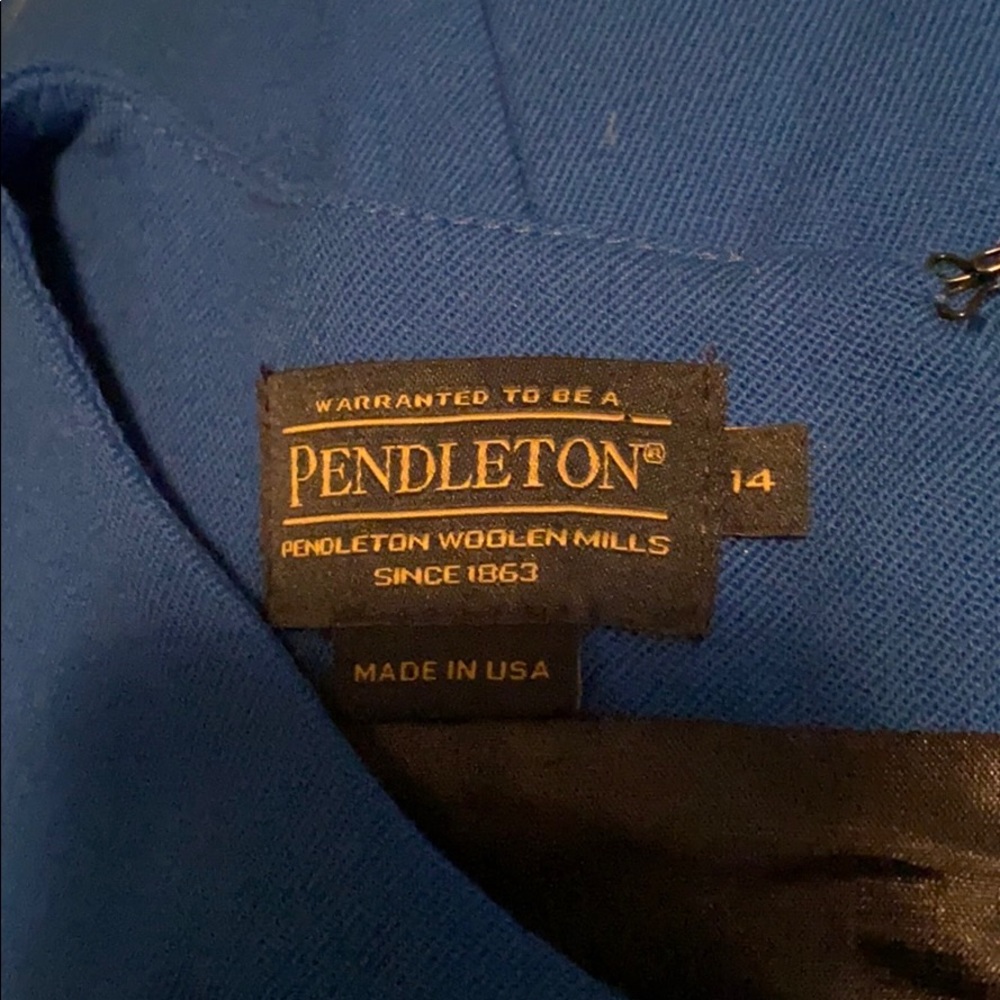 WARRANTED TO BE A
PENDLETON®
PENDLETON WOOLEN MILLS
SINCE 1863
14
MADE IN USA